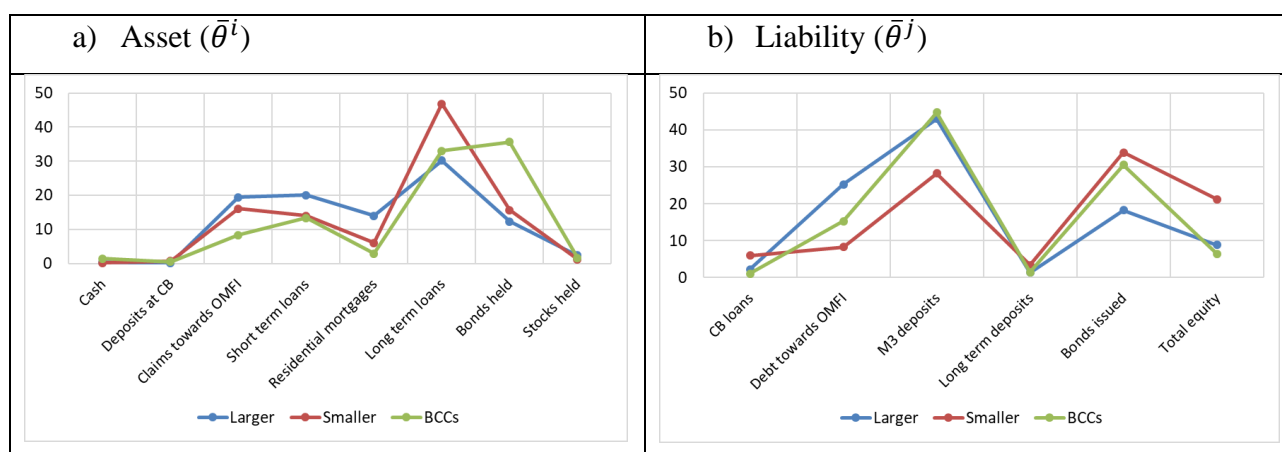 a) Asset (θ̄ⁱ)
50
40
30
20
10
0
Cash
Deposits at CB
Claims towards OMFI
Short term loans
Residential mortgages
Long term loans
Bonds held
Stocks held
Larger Smaller BCCs
b) Liability (θ̄ʲ)
50
40
30
20
10
0
CB loans
Debt towards OMFI
M3 deposits
Long term deposits
Bonds issued
Total equity
Larger Smaller BCCs